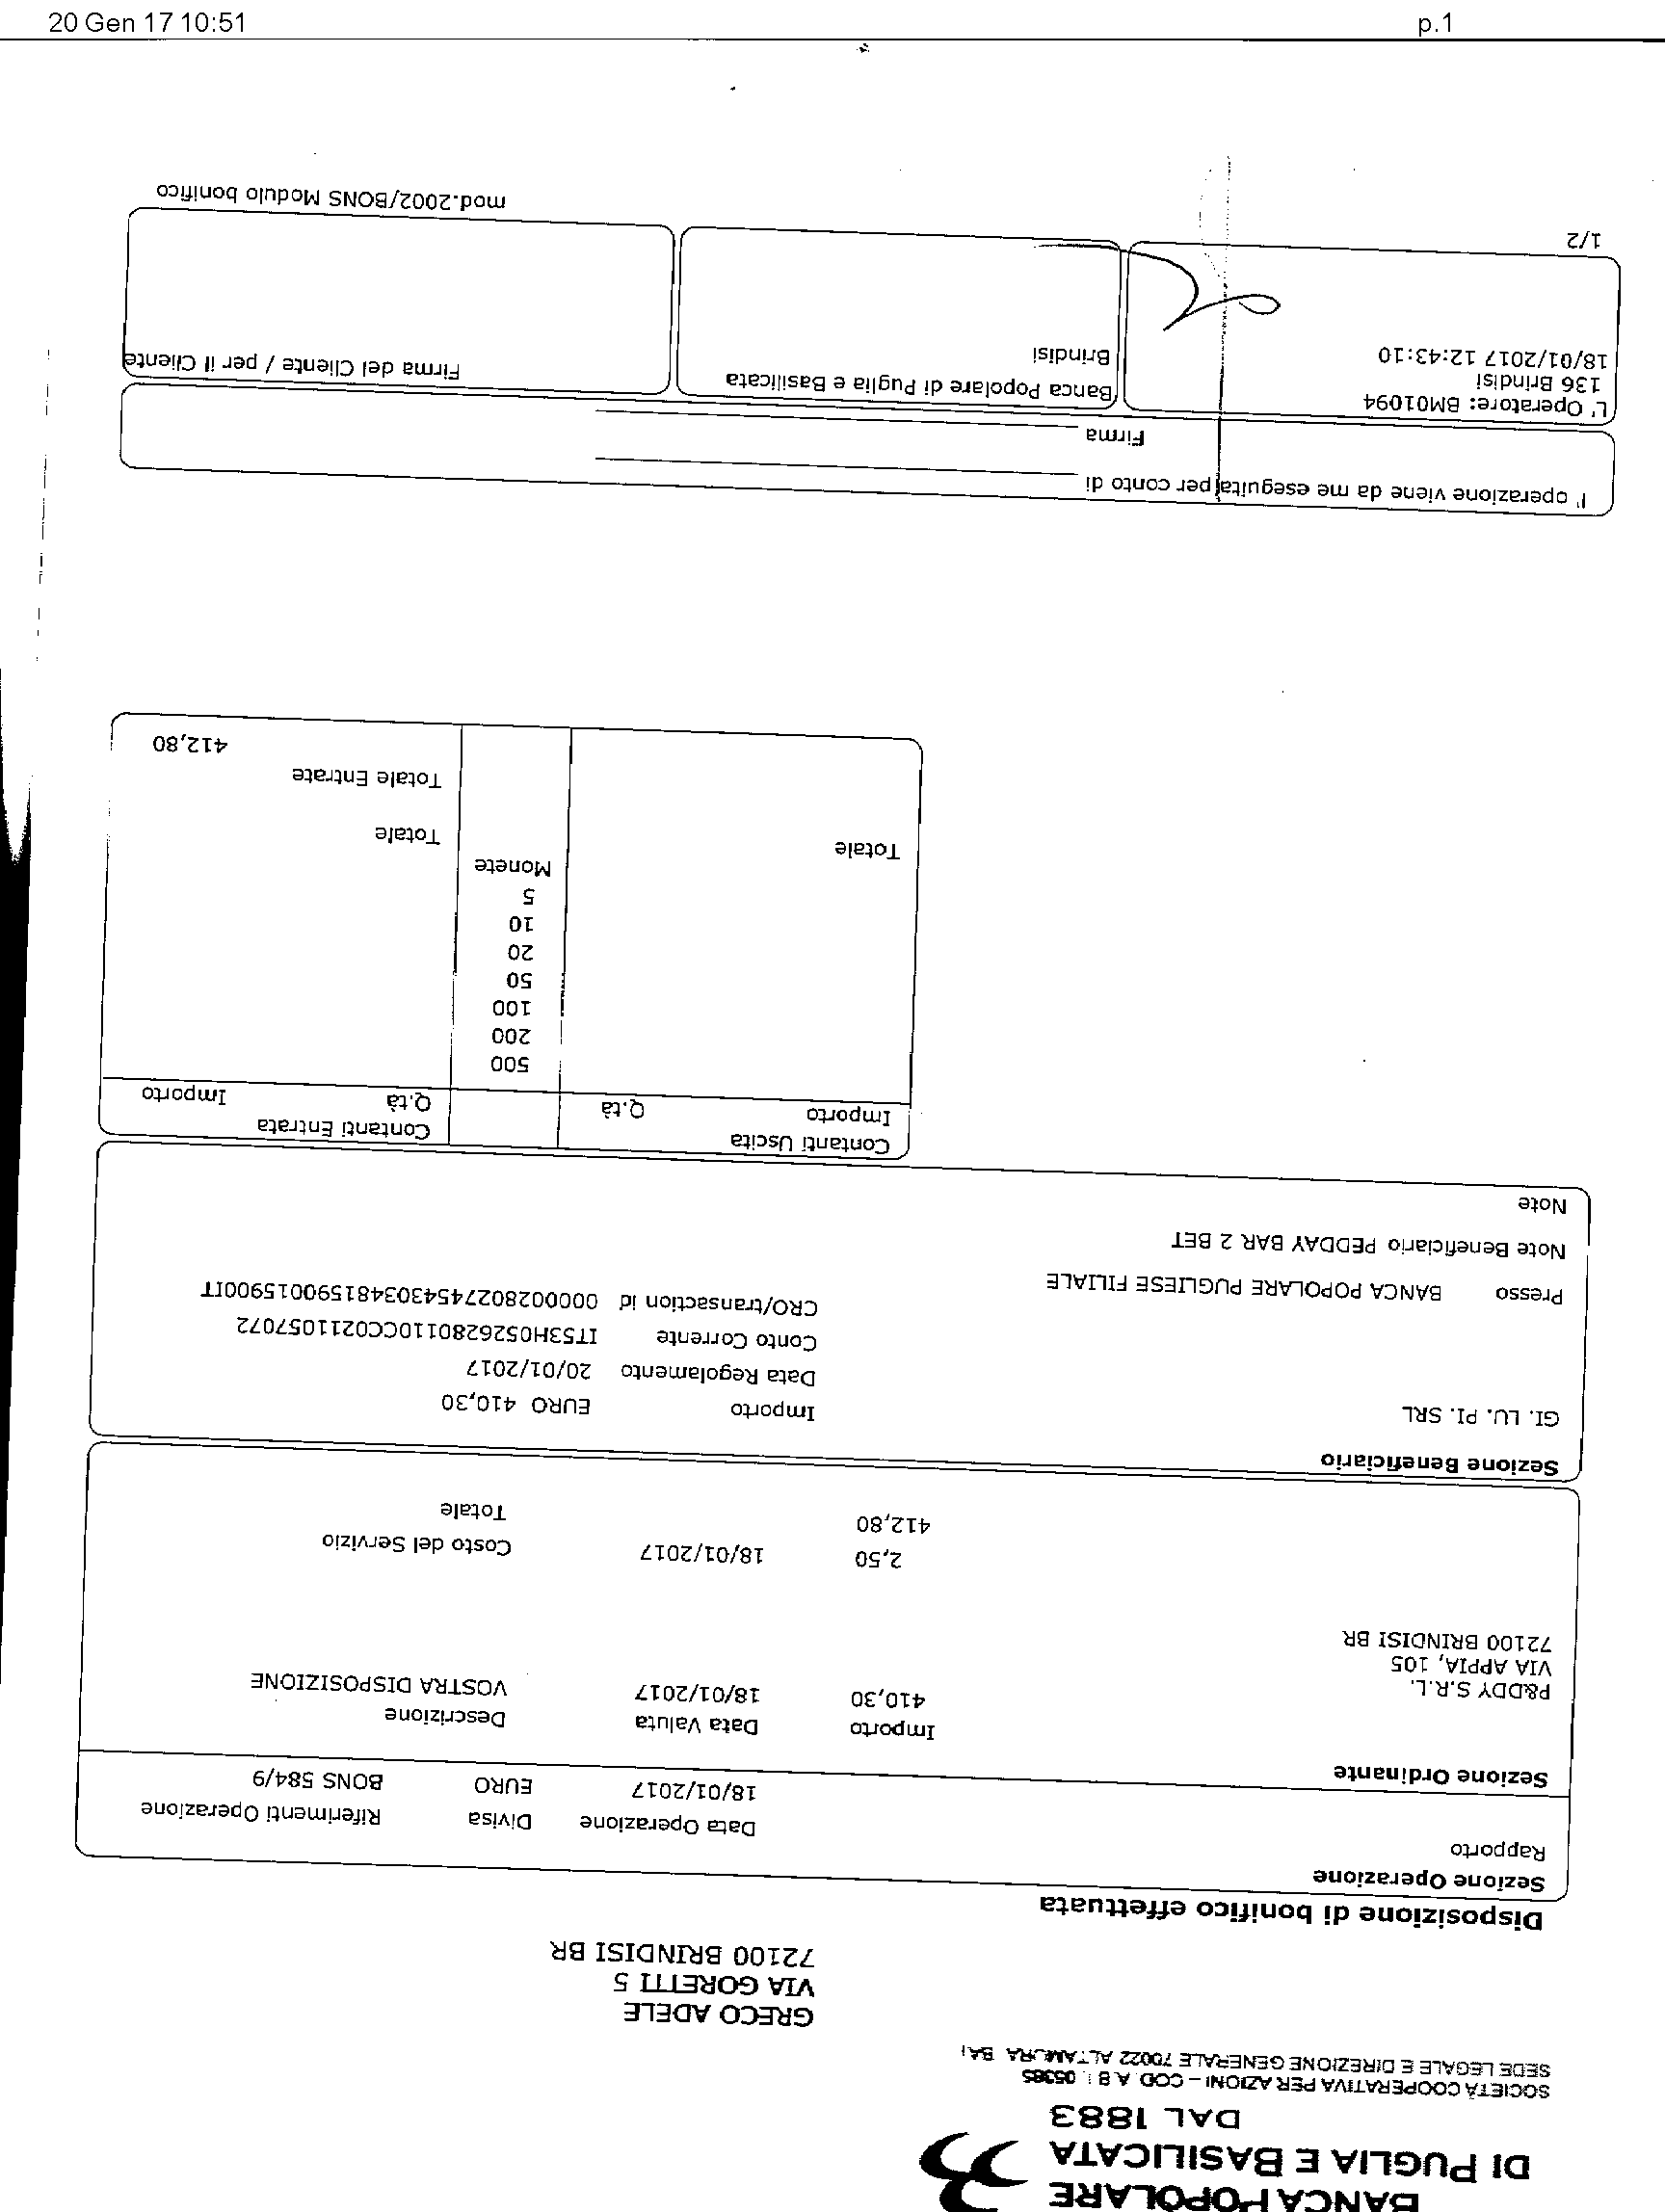 20 Gen 17 10:51 p.1
BANCA POPOLARE
DI PUGLIA E BASILICATA
DAL 1883
SOCIETÀ COOPERATIVA PER AZIONI – COD. A.B.I. 05385
SEDE LEGALE E DIREZIONE GENERALE 70022 ALTAMURA BA
GRECO ADELE
VIA GORETTI 5
72100 BRINDISI BR
Disposizione di bonifico effettuata
Sezione Operazione
Rapporto Data Operazione Divisa Riferimenti Operazione
18/01/2017 EURO BONS 584/9
Sezione Ordinante
Importo Data Valuta Descrizione
P&DDY S.R.L. 410,30 18/01/2017 VOSTRA DISPOSIZIONE
VIA APPIA, 105
72100 BRINDISI BR
2,50 18/01/2017 Costo del Servizio
412,80 Totale
Sezione Beneficiario
GI. LU. PI. SRL Importo EURO 410,30
Data Regolamento 20/01/2017
Conto Corrente IT53H0526280110CC0211057072
Presso BANCA POPOLARE PUGLIESE FILIALE CRO/transaction id 0000028027454303481590015900IT
Note Beneficiario PEDDAY BAR 2 BET
Note
Contanti Uscita Contanti Entrata
Importo Q.tà Q.tà Importo
500
200
100
50
20
10
5
Monete
Totale Totale
Totale Entrate
412,80
l' operazione viene da me eseguita per conto di
Firma
L' Operatore: BM01094 Banca Popolare di Puglia e Basilicata Firma del Cliente / per il Cliente
136 Brindisi Brindisi
18/01/2017 12:43:10
1/2 mod.2002/BONS Modulo bonifico